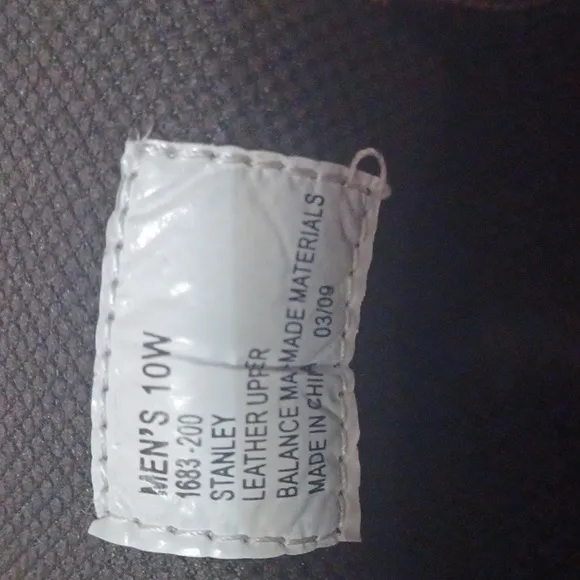 MEN'S 10W
1683-200
STANLEY
LEATHER UPPER
BALANCE MAN-MADE MATERIALS
MADE IN CHINA 03/09